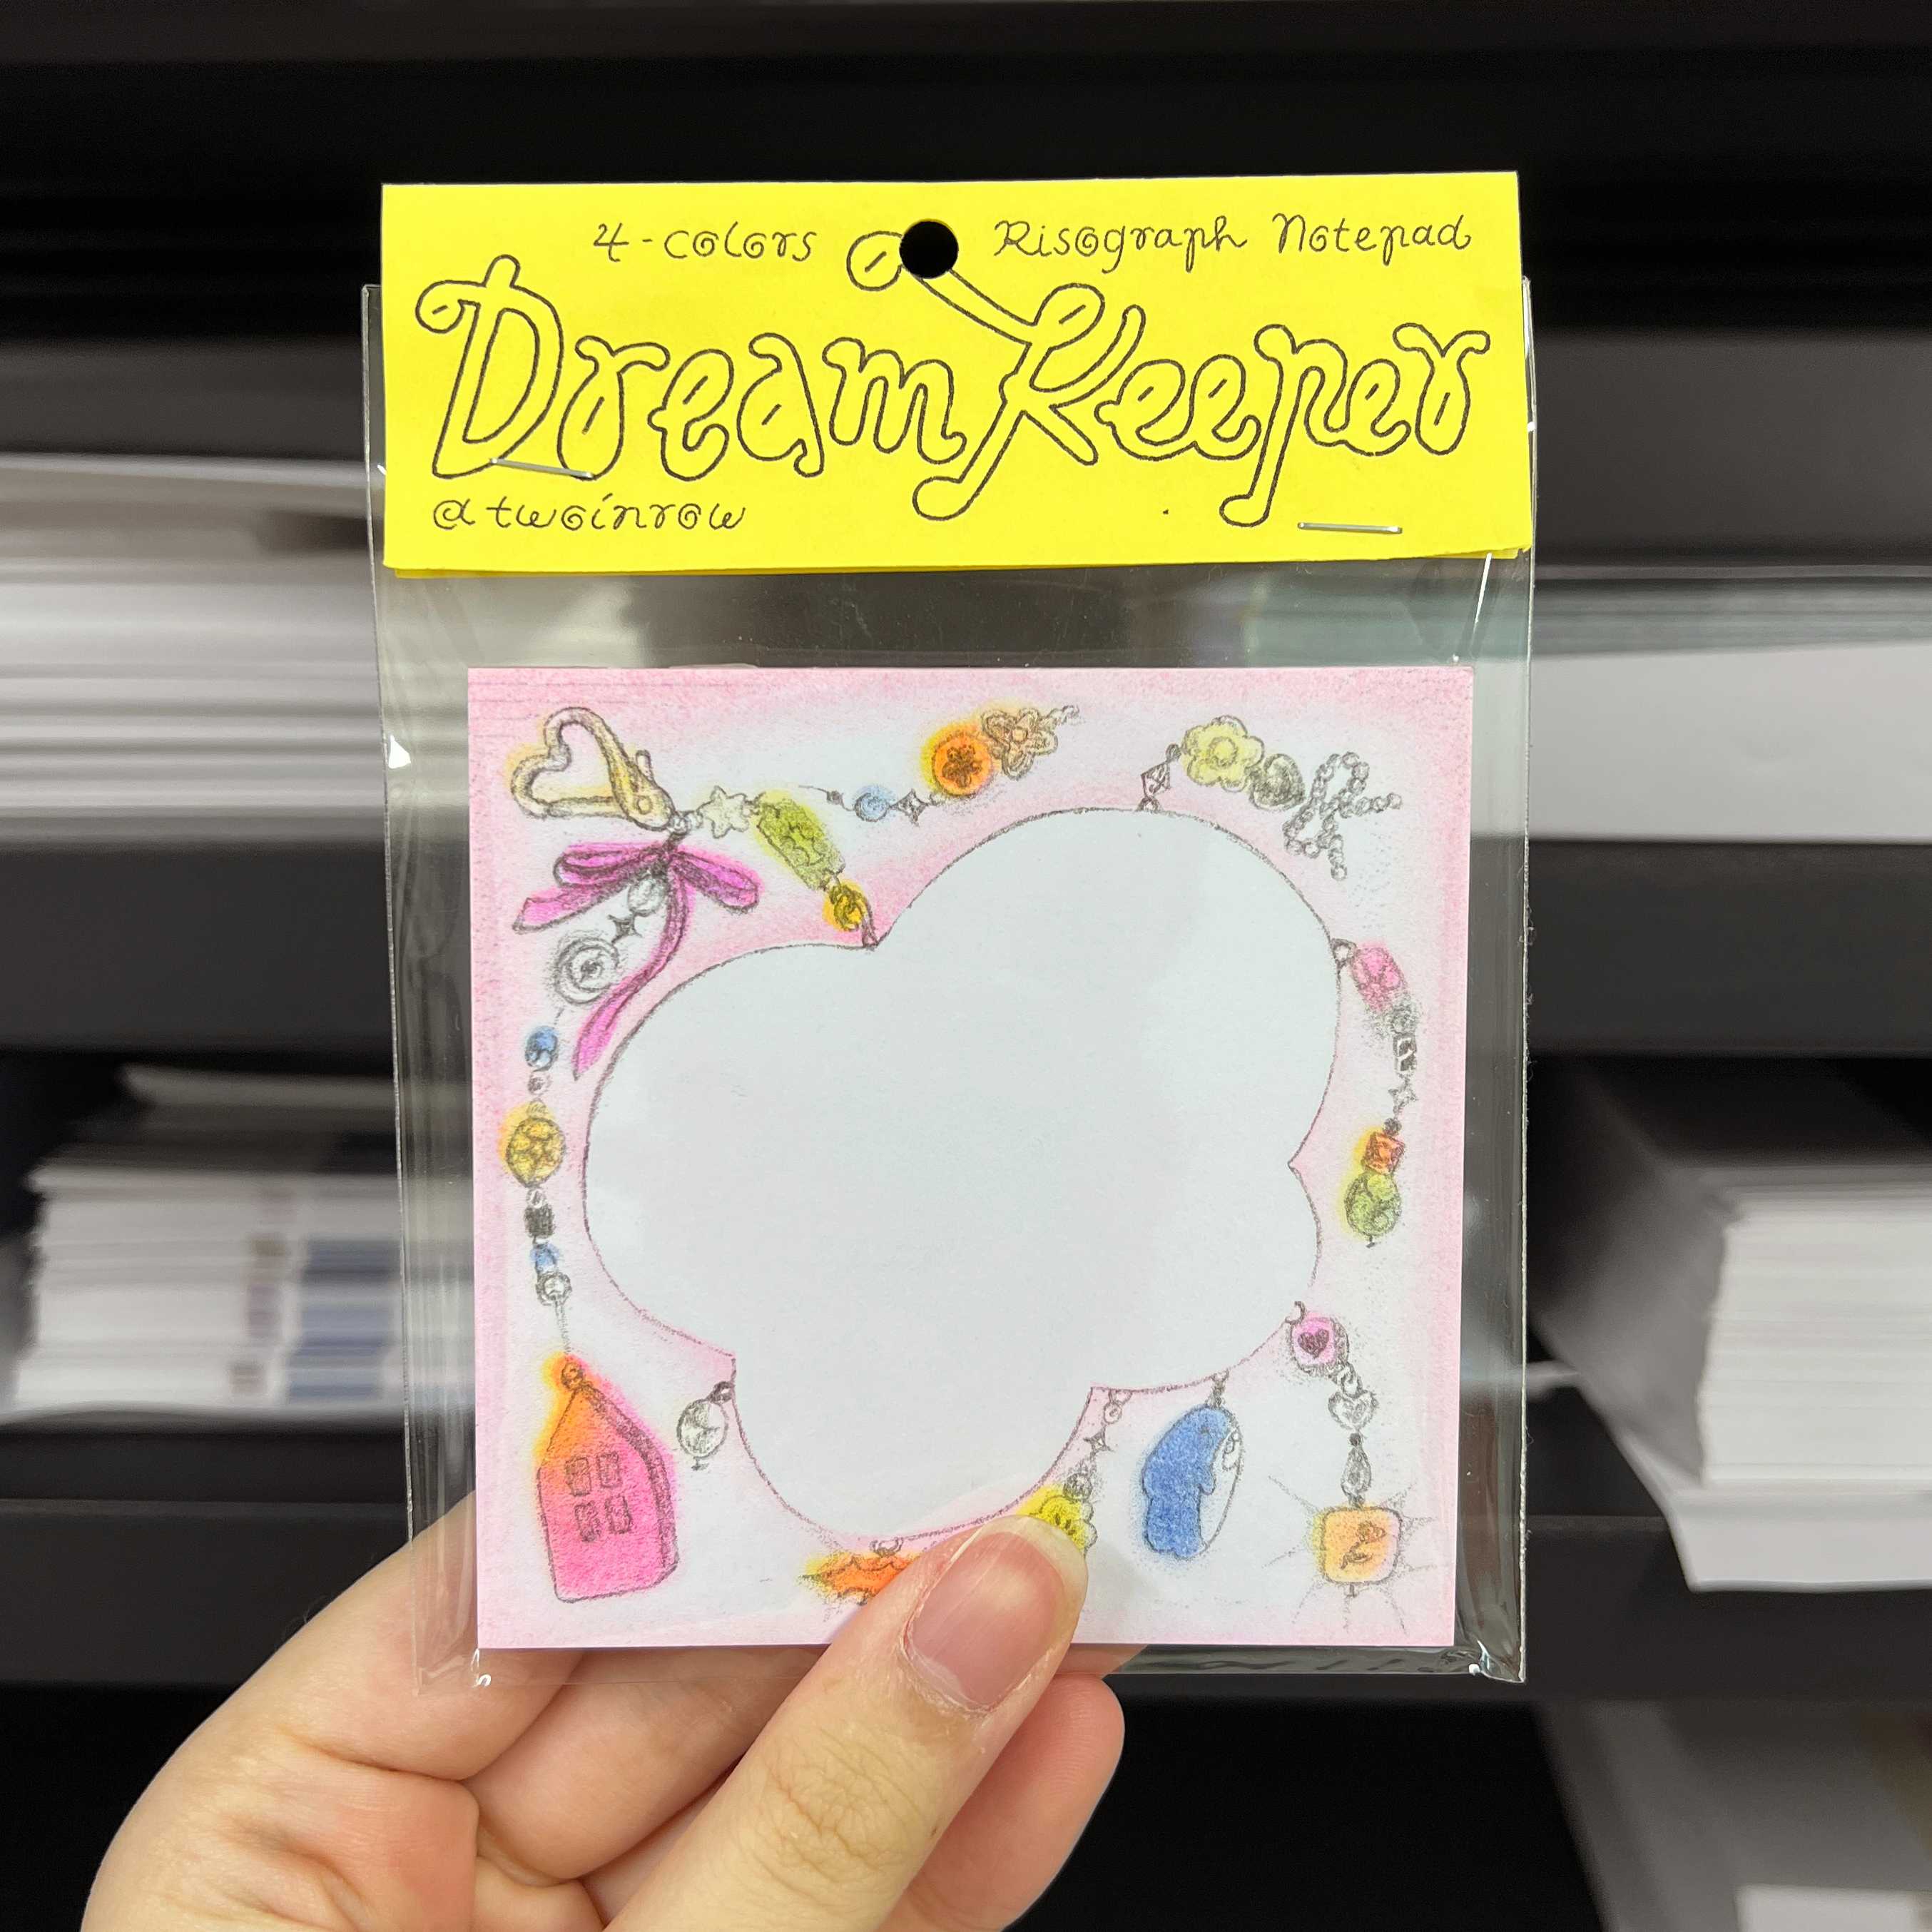 4-colors Risograph Notepad
Dream Keeper
@twoinrow